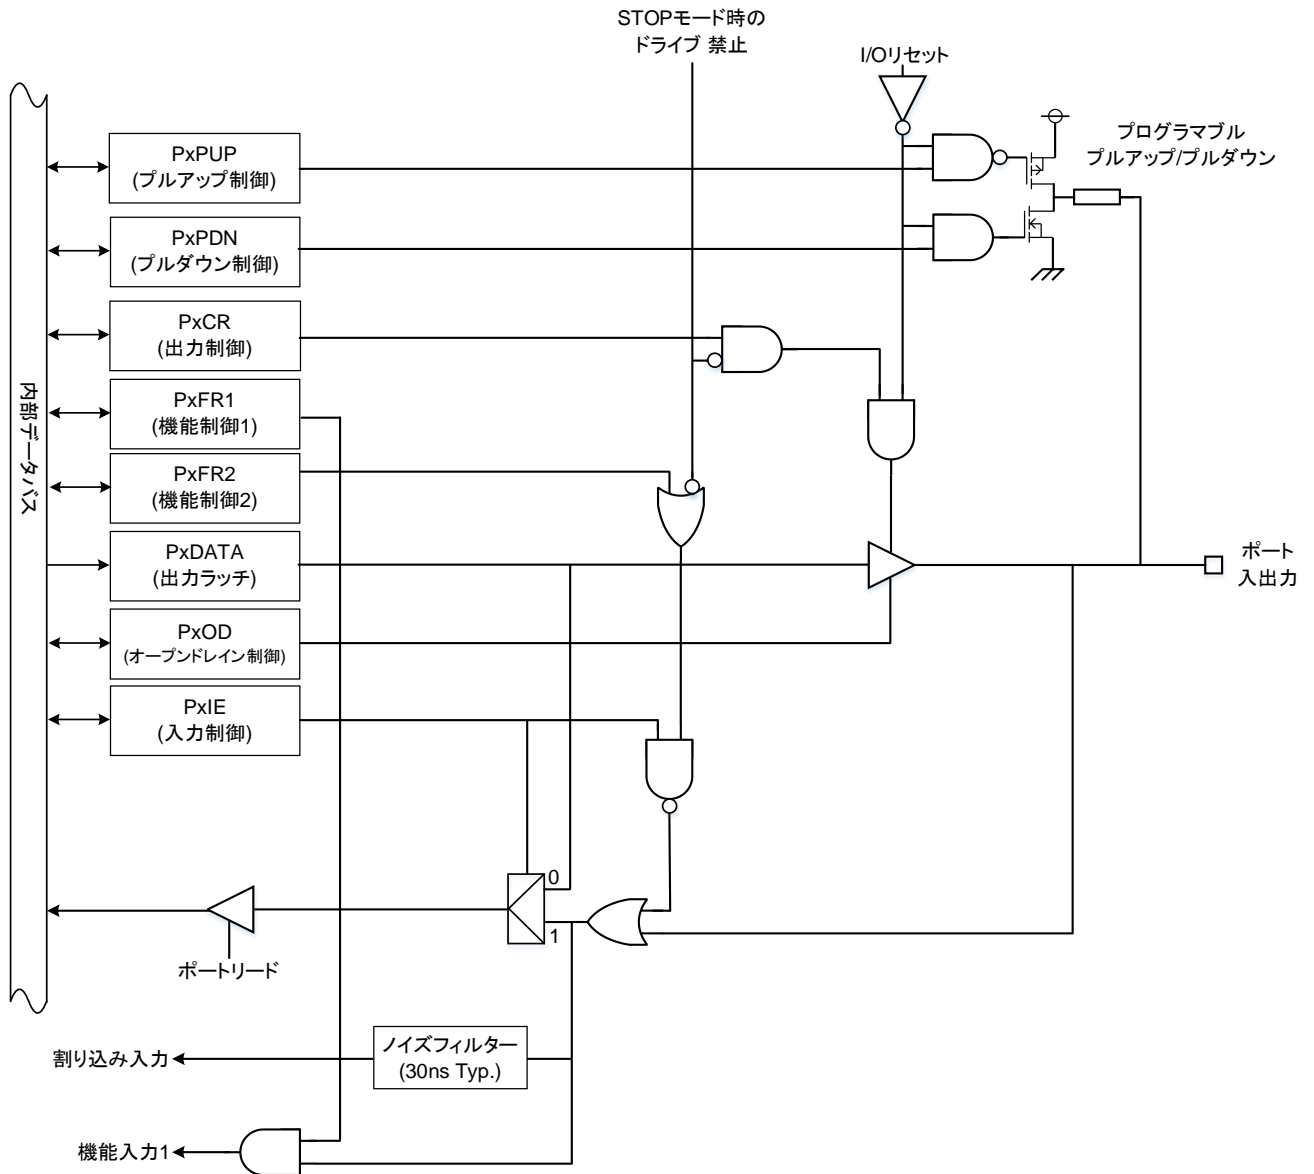 STOPモード時の
ドライブ 禁止
I/Oリセット
プログラマブル
プルアップ/プルダウン
PxPUP
(プルアップ制御)
PxPDN
(プルダウン制御)
PxCR
(出力制御)
PxFR1
(機能制御1)
内部データバス
PxFR2
(機能制御2)
PxDATA
(出力ラッチ)
ポート
入出力
PxOD
(オープンドレイン制御)
PxIE
(入力制御)
0
1
ポートリード
割り込み入力
ノイズフィルター
(30ns Typ.)
機能入力1